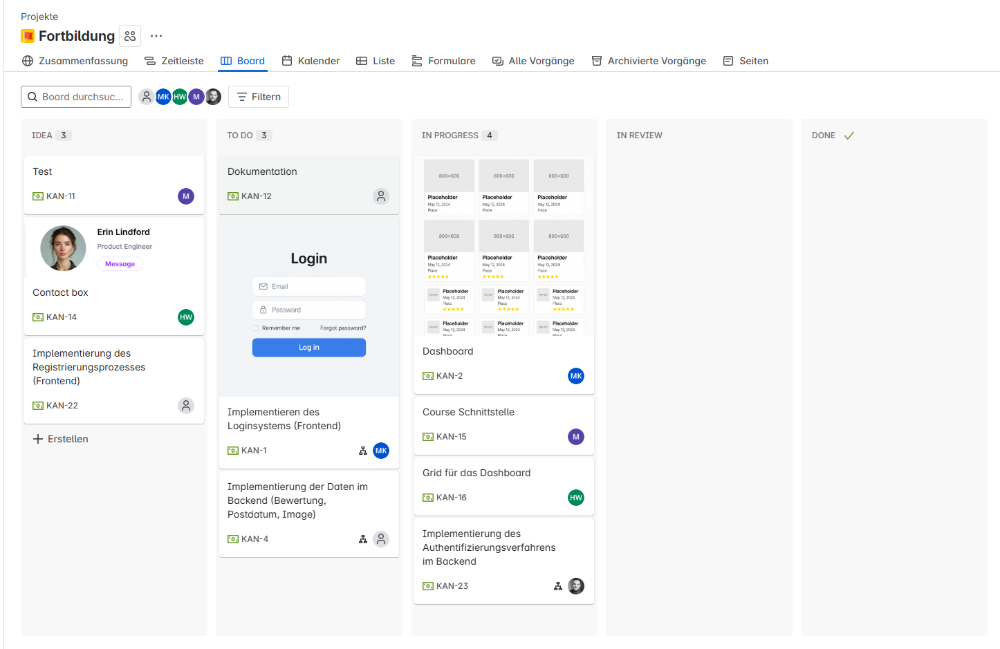 Projekte
Fortbildung
Zusammenfassung Zeitleiste Board Kalender Liste Formulare Alle Vorgänge Archivierte Vorgänge Seiten
Board durchsuc... MK HW M Filtern
IDEA 3
Test
KAN-11 M
Erin Lindford
Product Engineer
Message
Contact box
KAN-14 HW
Implementierung des
Registrierungsprozesses
(Frontend)
KAN-22
Erstellen
TO DO 3
Dokumentation
KAN-12
Login
Email
Password
Remember me Forgot password?
Log in
Implementieren des
Loginsystems (Frontend)
KAN-1 MK
Implementierung der Daten im
Backend (Bewertung,
Postdatum, Image)
KAN-4
IN PROGRESS 4
800×600 800×600 800×600
Placeholder Placeholder Placeholder
May 12, 2024 May 12, 2024 May 12, 2024
Place Place Place
800×600 800×600 800×600
Placeholder Placeholder Placeholder
May 12, 2024 May 12, 2024 May 12, 2024
Place Place Place
Placeholder Placeholder Placeholder
May 12, 2024 May 12, 2024 May 12, 2024
Place Place Place
Placeholder Placeholder Placeholder
May 12, 2024 May 12, 2024 May 12, 2024
Place Place Place
Dashboard
KAN-2 MK
Course Schnittstelle
KAN-15 M
Grid für das Dashboard
KAN-16 HW
Implementierung des
Authentifizierungsverfahrens
im Backend
KAN-23
IN REVIEW
DONE